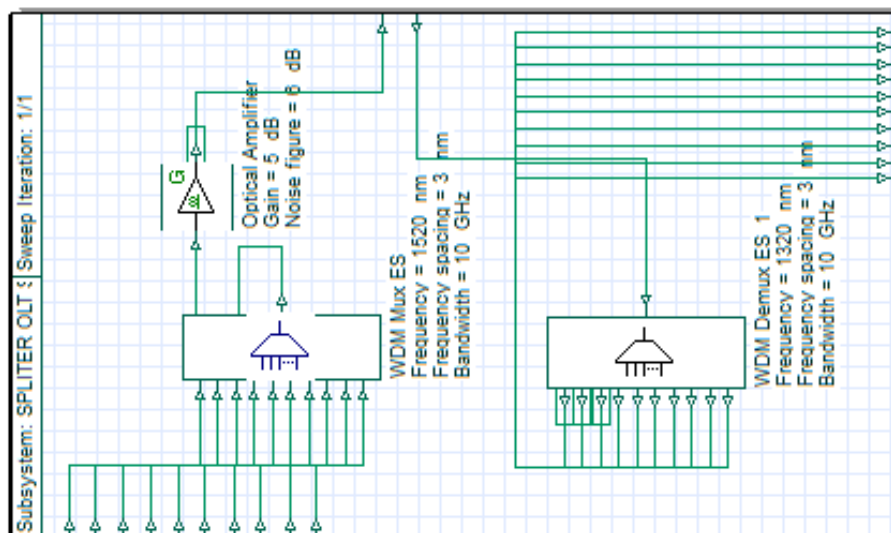 Subsystem: SPLITER OLT
Sweep Iteration: 1/1
G
Optical Amplifier
Gain = 5 dB
Noise figure = 6 dB
WDM Mux ES
Frequency = 1520 nm
Frequency spacing = 3 nm
Bandwidth = 10 GHz
WDM Demux ES_1
Frequency = 1320 nm
Frequency spacing = 3 nm
Bandwidth = 10 GHz